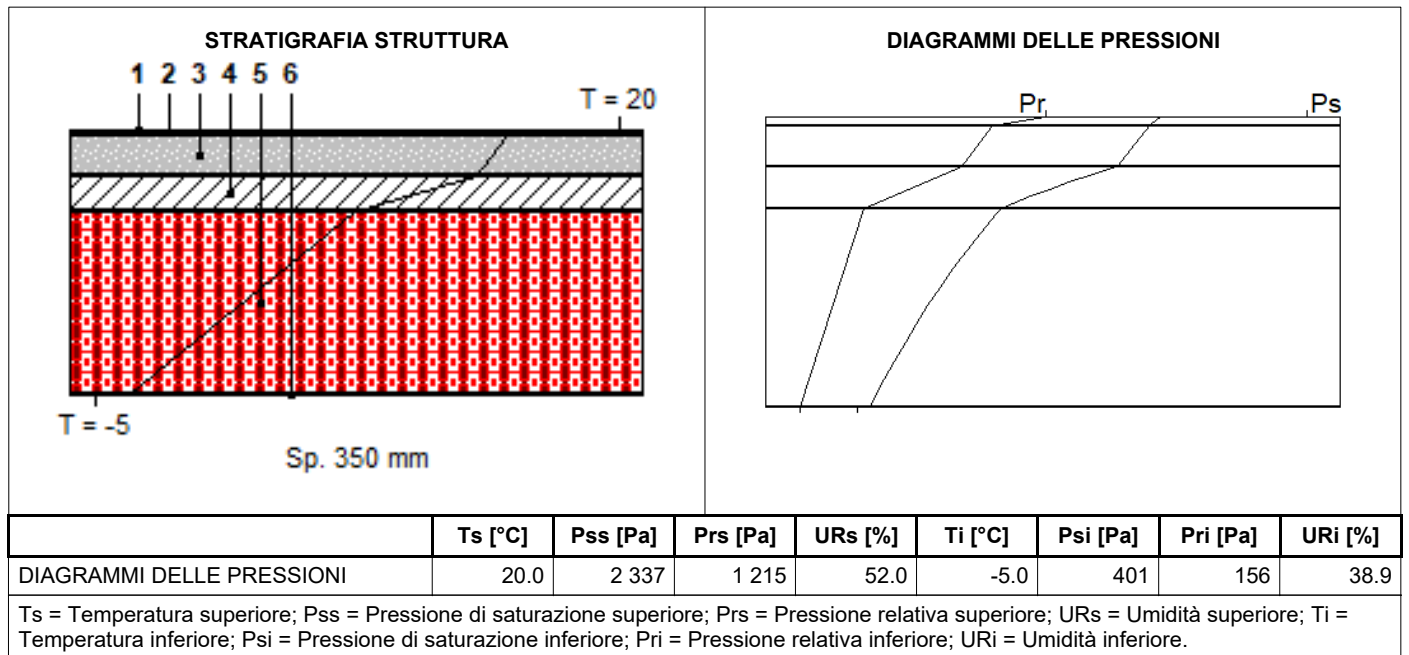 STRATIGRAFIA STRUTTURA
1 2 3 4 5 6
T = 20
T = -5
Sp. 350 mm
DIAGRAMMI DELLE PRESSIONI
Pr
Ps
Ts [°C] Pss [Pa] Prs [Pa] URs [%] Ti [°C] Psi [Pa] Pri [Pa] URi [%]
DIAGRAMMI DELLE PRESSIONI 20.0 2 337 1 215 52.0 -5.0 401 156 38.9
Ts = Temperatura superiore; Pss = Pressione di saturazione superiore; Prs = Pressione relativa superiore; URs = Umidità superiore; Ti =
Temperatura inferiore; Psi = Pressione di saturazione inferiore; Pri = Pressione relativa inferiore; URi = Umidità inferiore.